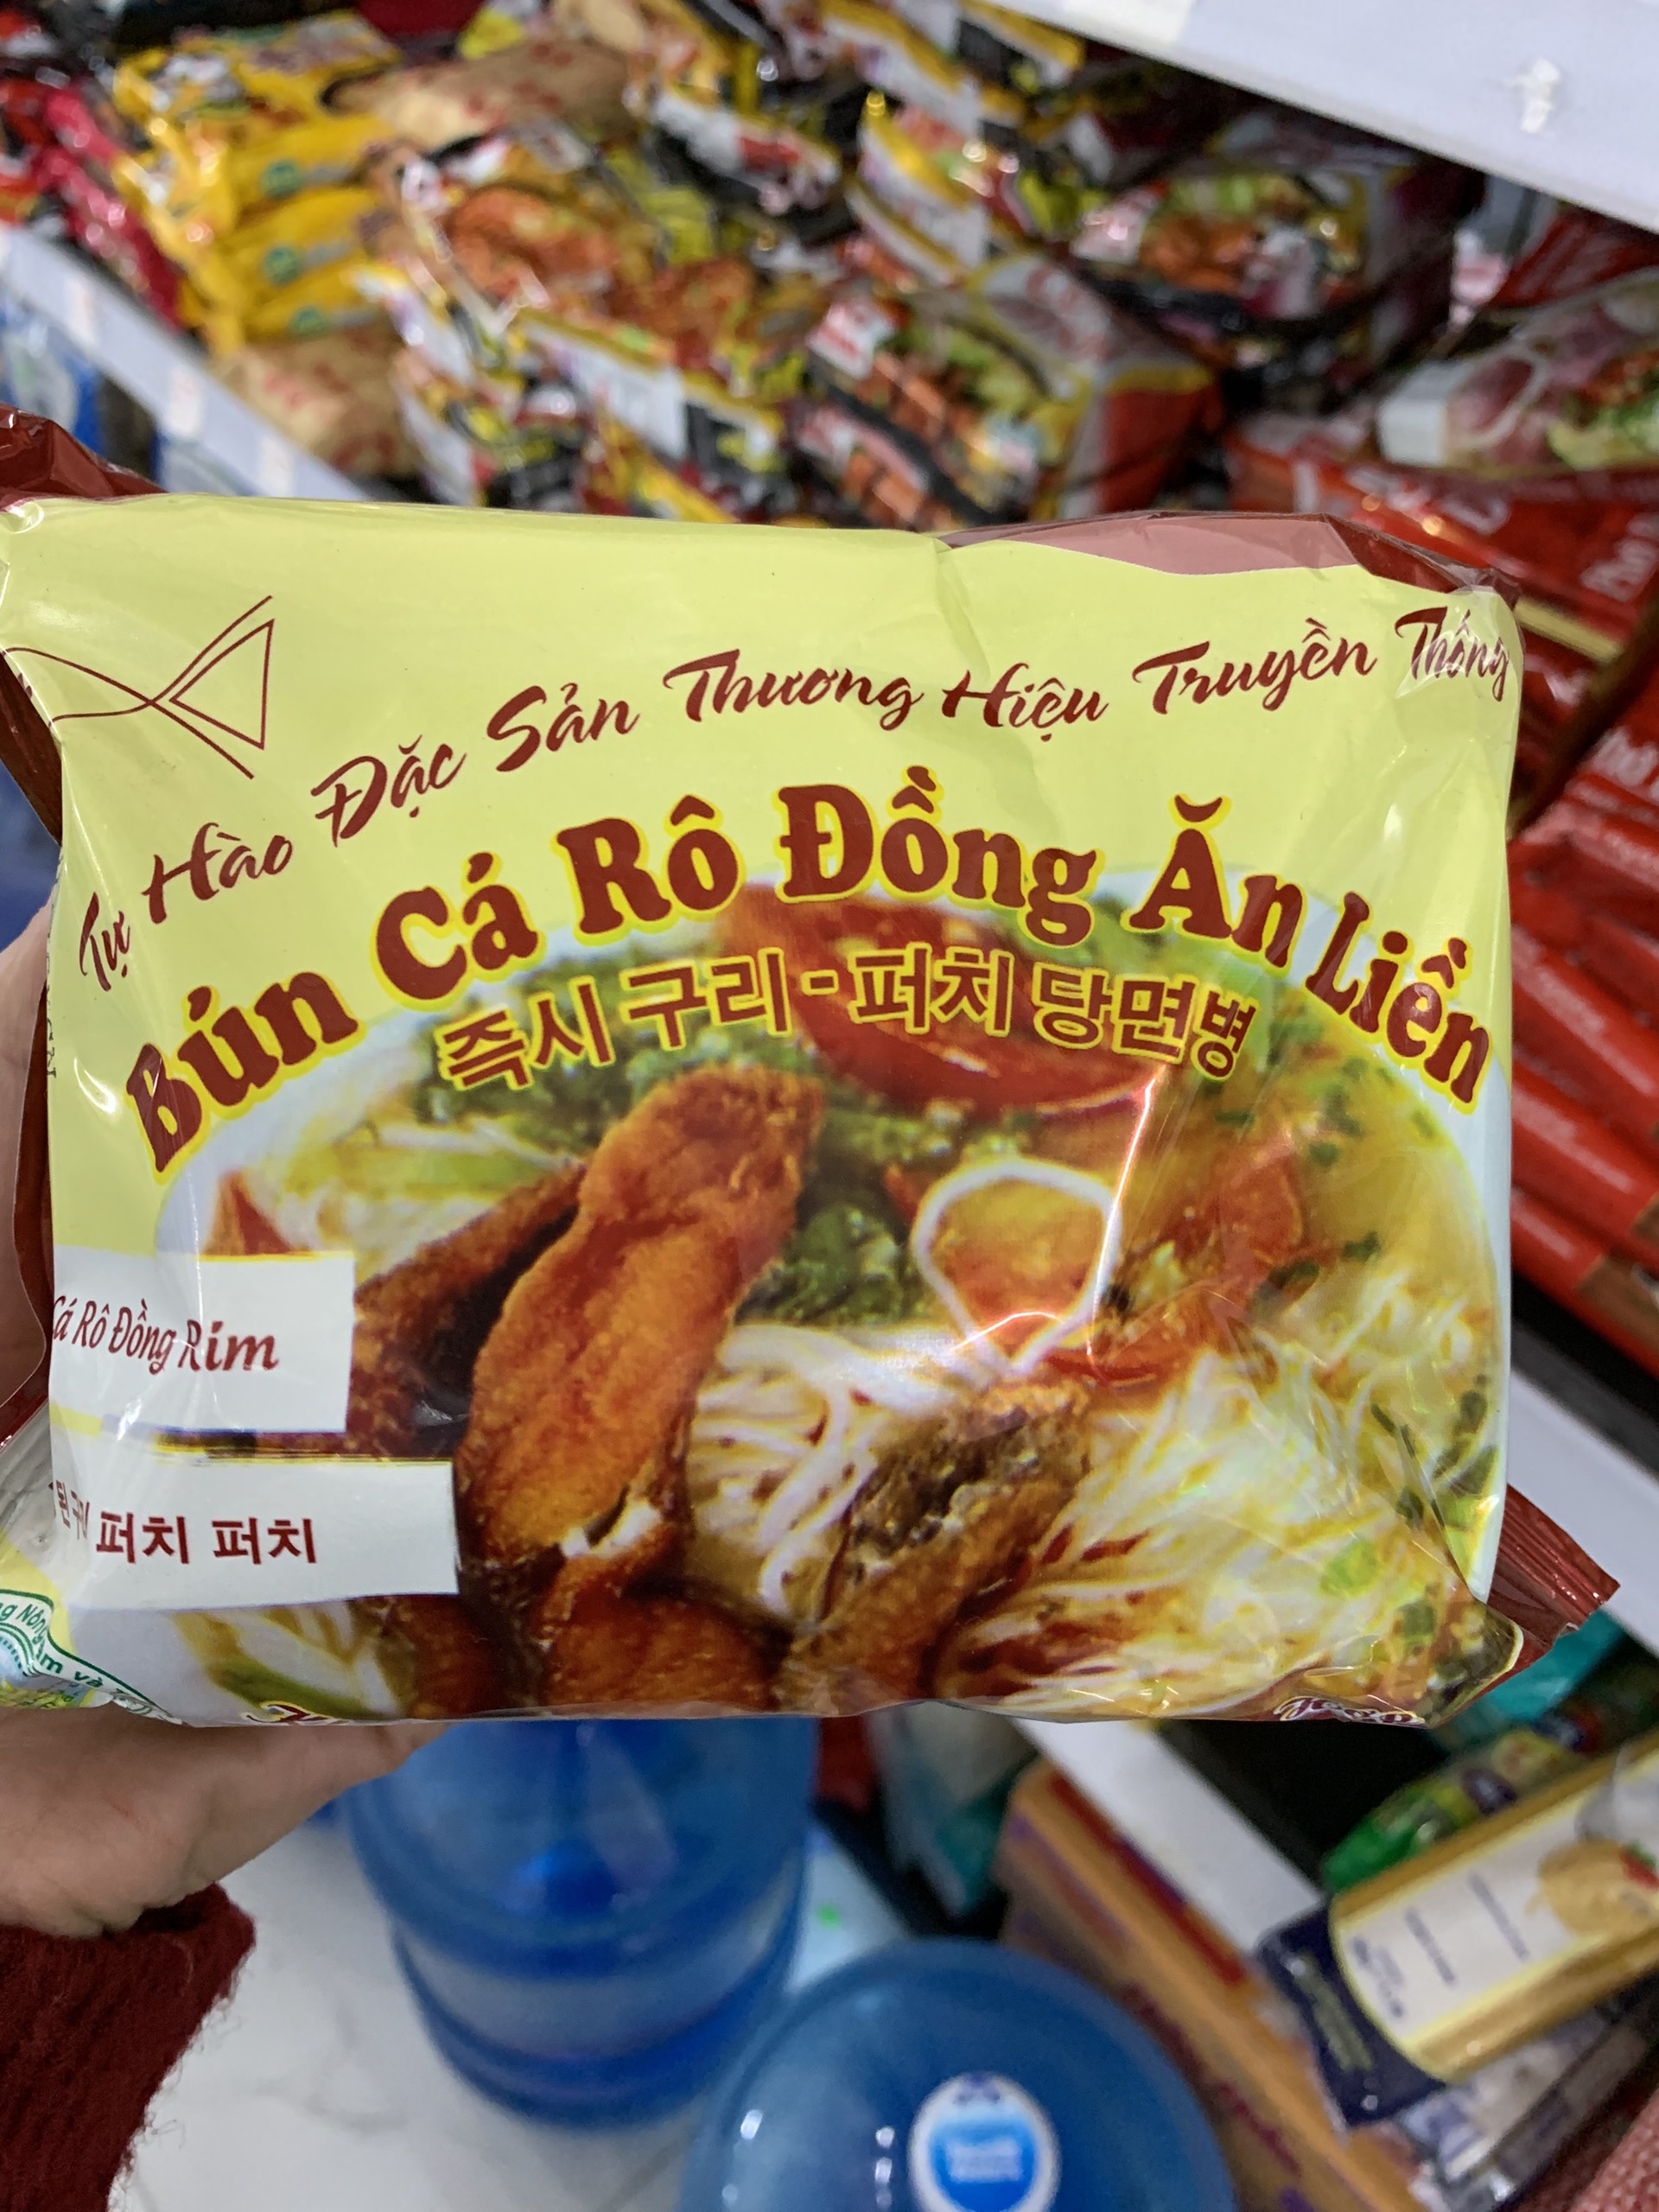 Tự Hào Đặc Sản Thương Hiệu Truyền Thống
Bún Cá Rô Đồng Ăn Liền
즉시 구리 - 퍼치 당면병
Cá Rô Đồng Rim
퍼치 퍼치